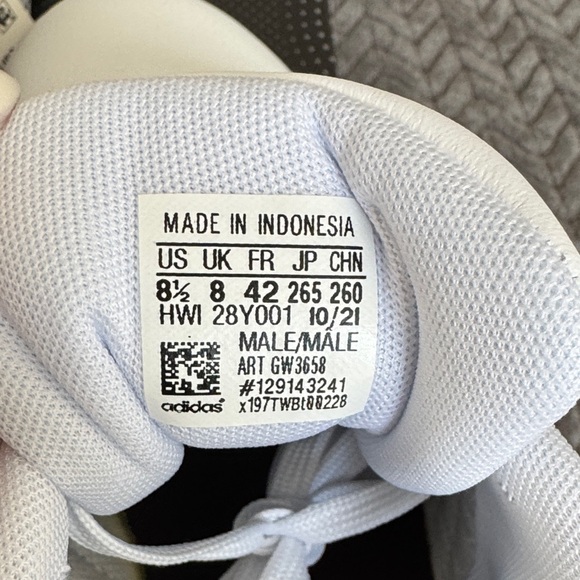 MADE IN INDONESIA
US UK FR JP CHN
8½ 8 42 265 260
HWI 28Y001 10/21
MALE/MÂLE
ART GW3658
#129143241
adidas x197TWBt00228